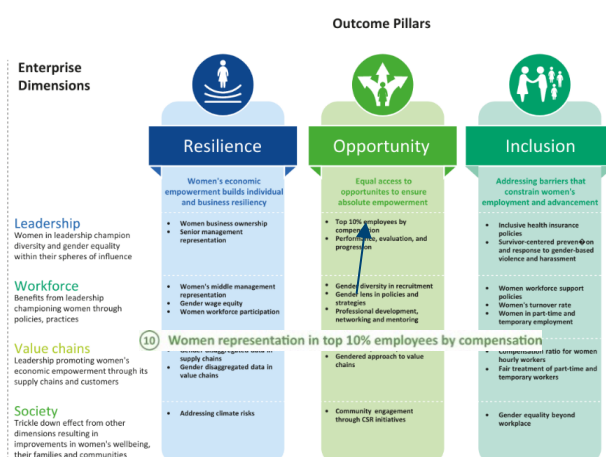 Outcome Pillars
Enterprise
Dimensions
Resilience
Opportunity
Inclusion
Women's economic
empowerment builds individual
and business resiliency
Equal access to
opportunites to ensure
absolute empowerment
Addressing barriers that
constrain women's
employment and advancement
Leadership
Women in leadership champion
diversity and gender equality
within their spheres of influence
• Women business ownership
• Senior management
representation
• Top 10% employees by
compensation
• Performance, evaluation, and
progression
• Inclusive health insurance
policies
• Survivor-centered preven�on
and response to gender-based
violence and harassment
Workforce
Benefits from leadership
championing women through
policies, practices
• Women's middle management
representation
• Gender wage equity
• Women workforce participation
• Gender diversity in recruitment
• Gender lens in policies and
strategies
• Professional development,
networking and mentoring
• Women workforce support
policies
• Women's turnover rate
• Women in part-time and
temporary employment
10 Women representation in top 10% employees by compensation
Value chains
Leadership promoting women's
economic empowerment through its
supply chains and customers
• Gender disaggregated data in
supply chains
• Gender disaggregated data in
value chains
• Gendered approach to value
chains
• Compensation ratio for women
hourly workers
• Fair treatment of part-time and
temporary workers
Society
Trickle down effect from other
dimensions resulting in
improvements in women's wellbeing,
their families and communities
• Addressing climate risks
• Community engagement
through CSR initiatives
• Gender equality beyond
workplace